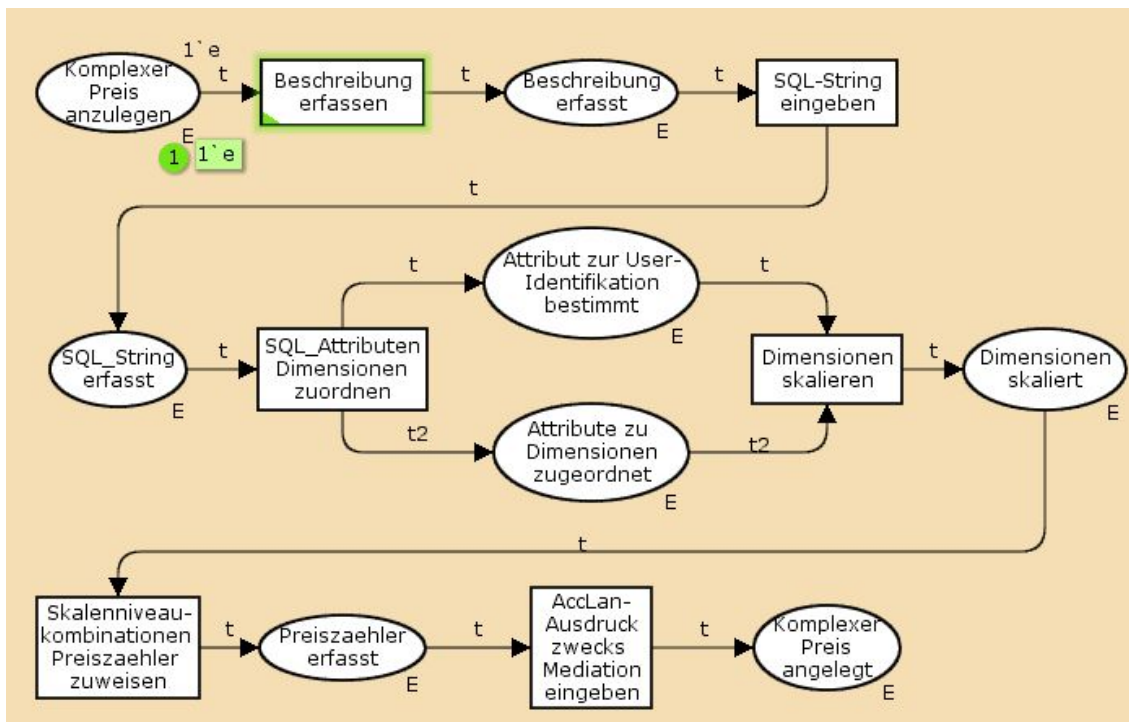 1`e
Komplexer
Preis
anzulegen
E
1
1`e
t
Beschreibung
erfassen
t
Beschreibung
erfasst
E
t
SQL-String
eingeben
t
SQL_String
erfasst
E
t
SQL_Attributen
Dimensionen
zuordnen
t
Attribut zur User-
Identifikation
bestimmt
E
t
t2
Attribute zu
Dimensionen
zugeordnet
E
t2
Dimensionen
skalieren
t
Dimensionen
skaliert
E
t
Skalenniveau-
kombinationen
Preiszaehler
zuweisen
t
Preiszaehler
erfasst
E
t
AccLan-
Ausdruck
zwecks
Mediation
eingeben
t
Komplexer
Preis
angelegt
E